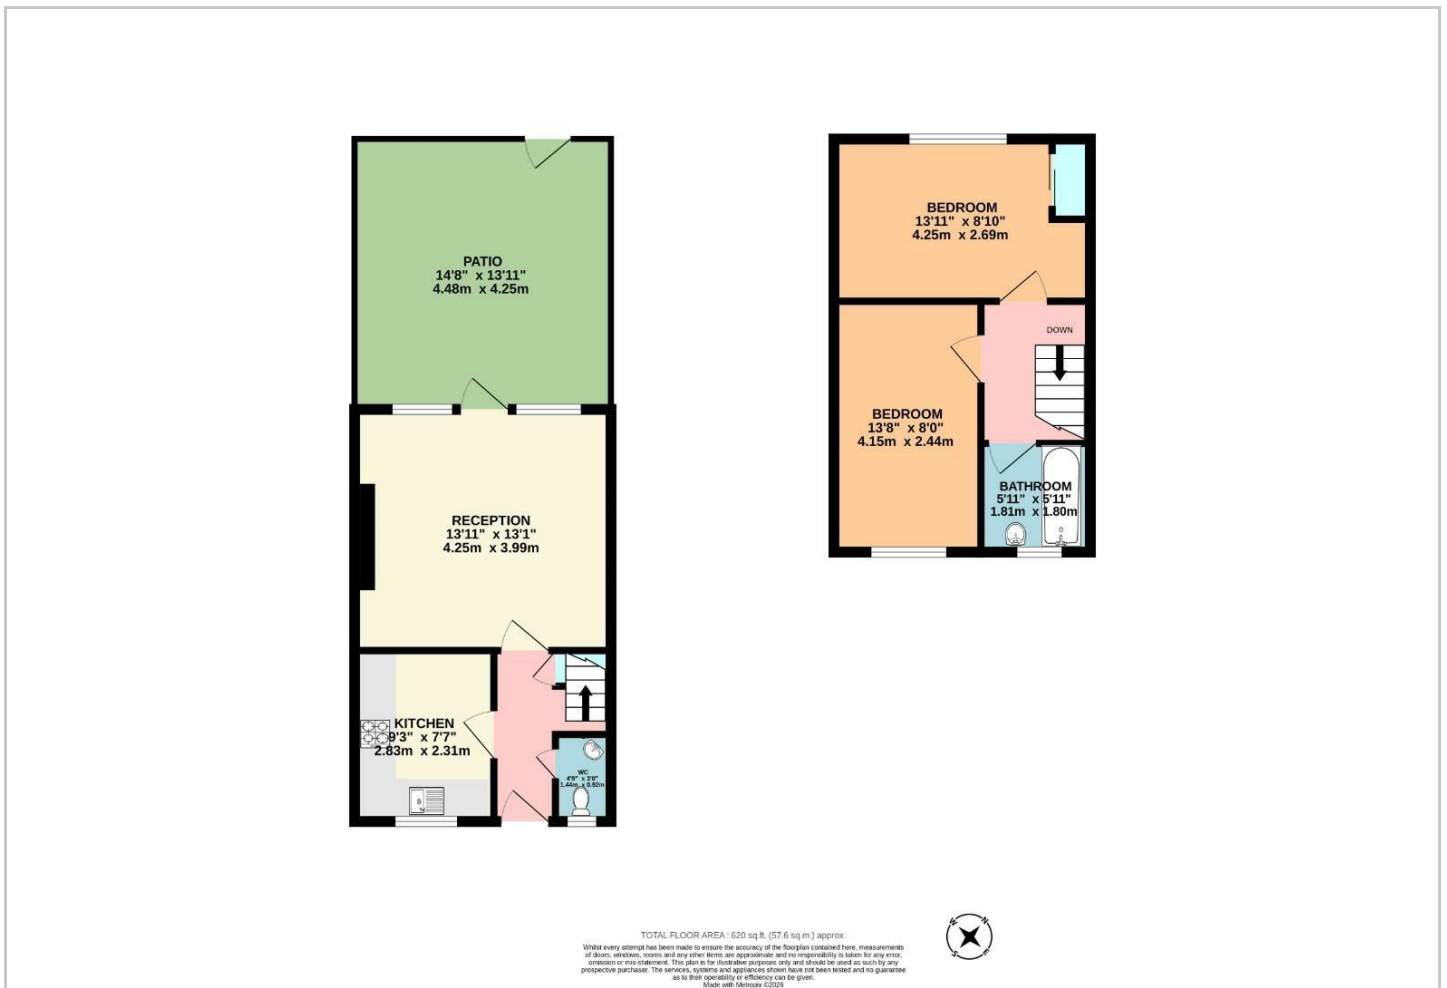 PATIO
14'8" x 13'11"
4.48m x 4.25m
RECEPTION
13'11" x 13'1"
4.25m x 3.99m
KITCHEN
9'3" x 7'7"
2.83m x 2.31m
WC
4'9" x 3'0"
1.44m x 0.92m
BEDROOM
13'11" x 8'10"
4.25m x 2.69m
DOWN
BEDROOM
13'8" x 8'0"
4.15m x 2.44m
BATHROOM
5'11" x 5'11"
1.81m x 1.80m
TOTAL FLOOR AREA : 620 sq.ft. (57.6 sq.m.) approx.
Whilst every attempt has been made to ensure the accuracy of the floorplan contained here, measurements
of doors, windows, rooms and any other items are approximate and no responsibility is taken for any error,
omission or mis-statement. This plan is for illustrative purposes only and should be used as such by any
prospective purchaser. The services, systems and appliances shown have not been tested and no guarantee
as to their operability or efficiency can be given.
Made with Metropix ©2026
W N
S E